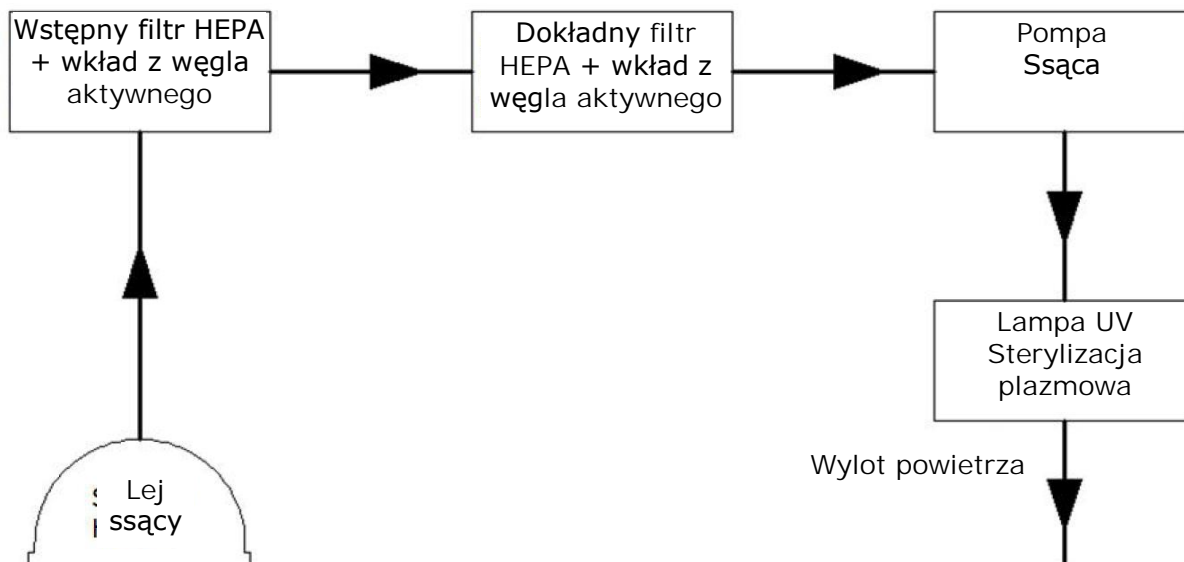 Wstępny filtr HEPA
+ wkład z węgla
aktywnego
Dokładny filtr
HEPA + wkład z
węgla aktywnego
Pompa
Ssąca
Lampa UV
Sterylizacja
plazmowa
Wylot powietrza
Lej
ssący